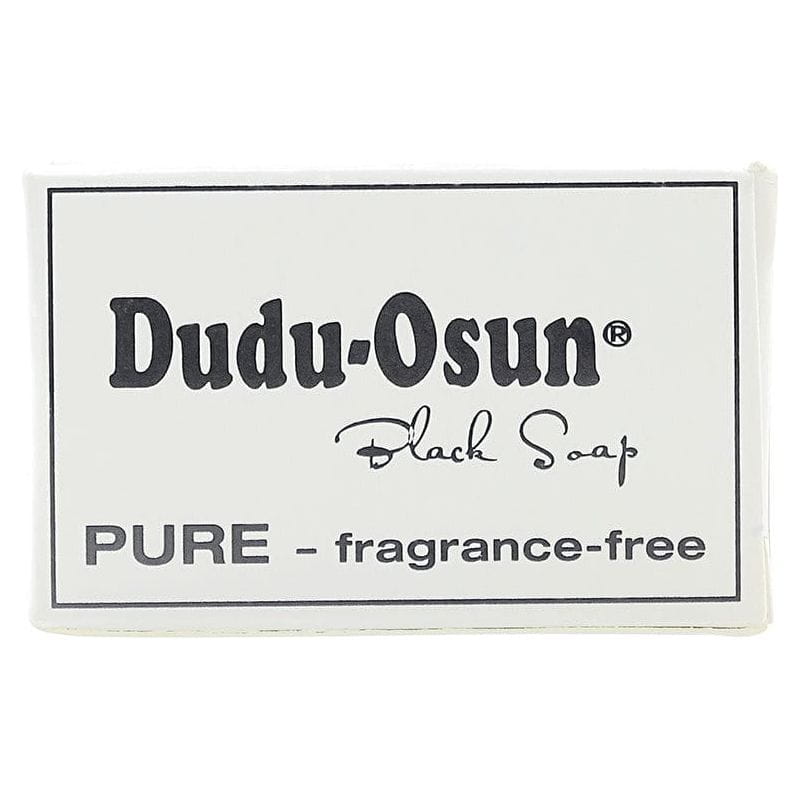 Dudu-Osun®
Black Soap
PURE - fragrance-free